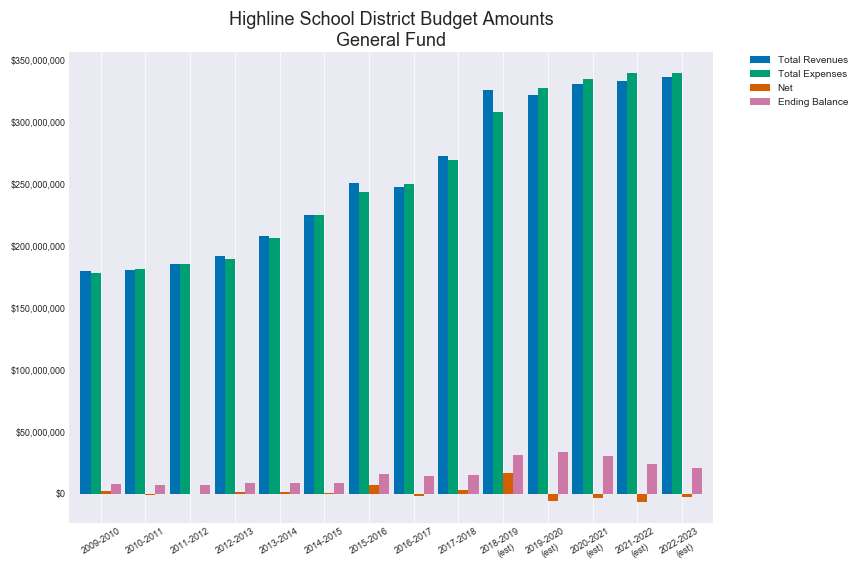 Highline School District Budget Amounts
General Fund
Total Revenues
Total Expenses
Net
Ending Balance
$350,000,000
$300,000,000
$250,000,000
$200,000,000
$150,000,000
$100,000,000
$50,000,000
$0
2009-2010
2010-2011
2011-2012
2012-2013
2013-2014
2014-2015
2015-2016
2016-2017
2017-2018
2018-2019
(est)
2019-2020
(est)
2020-2021
(est)
2021-2022
(est)
2022-2023
(est)